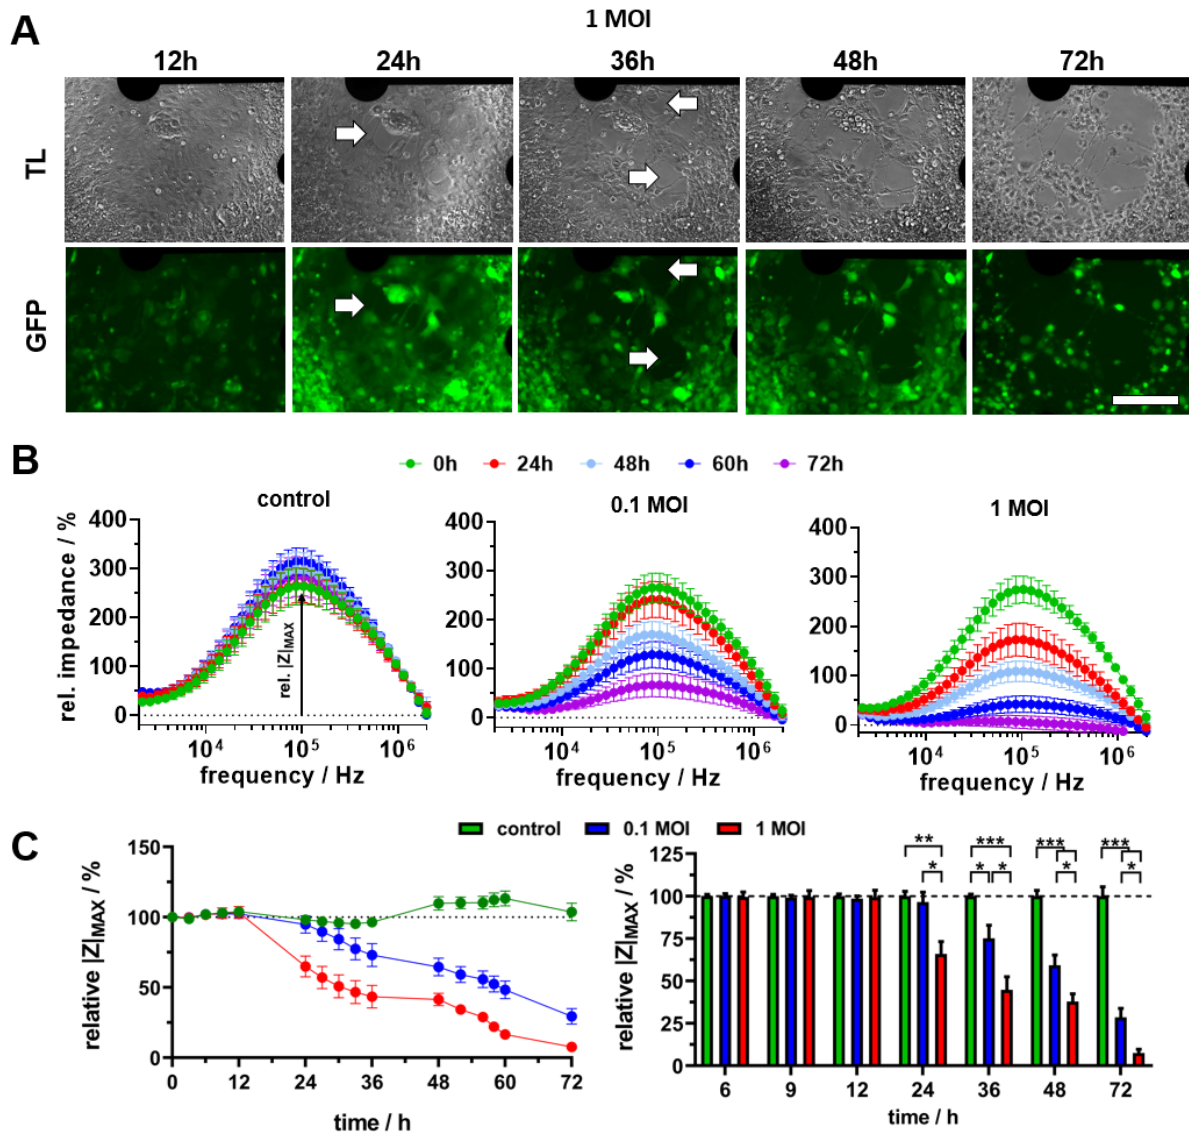 A
1 MOI
12h 24h 36h 48h 72h
TL
GFP
B
0h 24h 48h 60h 72h
control
0.1 MOI
1 MOI
rel. impedance / %
400
300
200
100
0
rel. |Z|MAX
10⁴ 10⁵ 10⁶
frequency / Hz
400
300
200
100
0
10⁴ 10⁵ 10⁶
frequency / Hz
400
300
200
100
0
10⁴ 10⁵ 10⁶
frequency / Hz
C
control 0.1 MOI 1 MOI
relative |Z|MAX / %
150
100
50
0
0 12 24 36 48 60 72
time / h
relative |Z|MAX / %
125
100
75
50
25
0
** *** *** ***
* * * * *
6 9 12 24 36 48 72
time / h